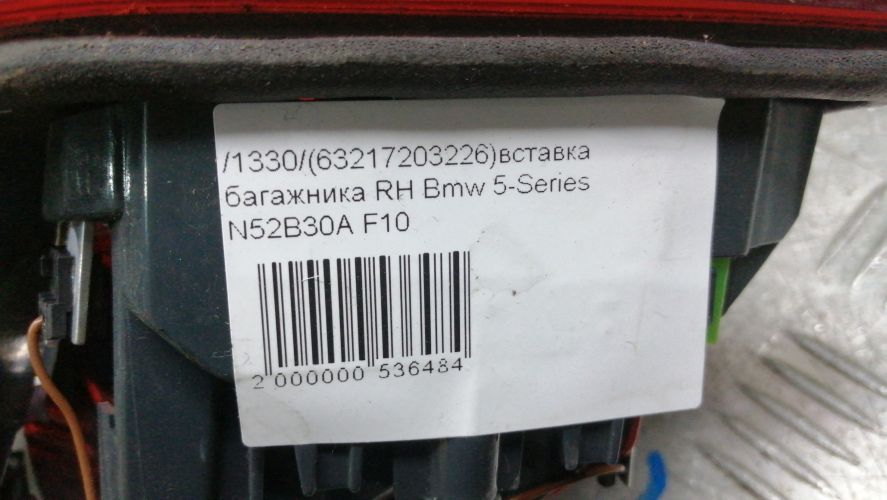 /1330/(63217203226)вставка
багажника RH Bmw 5-Series
N52B30A F10
2 000000 536484